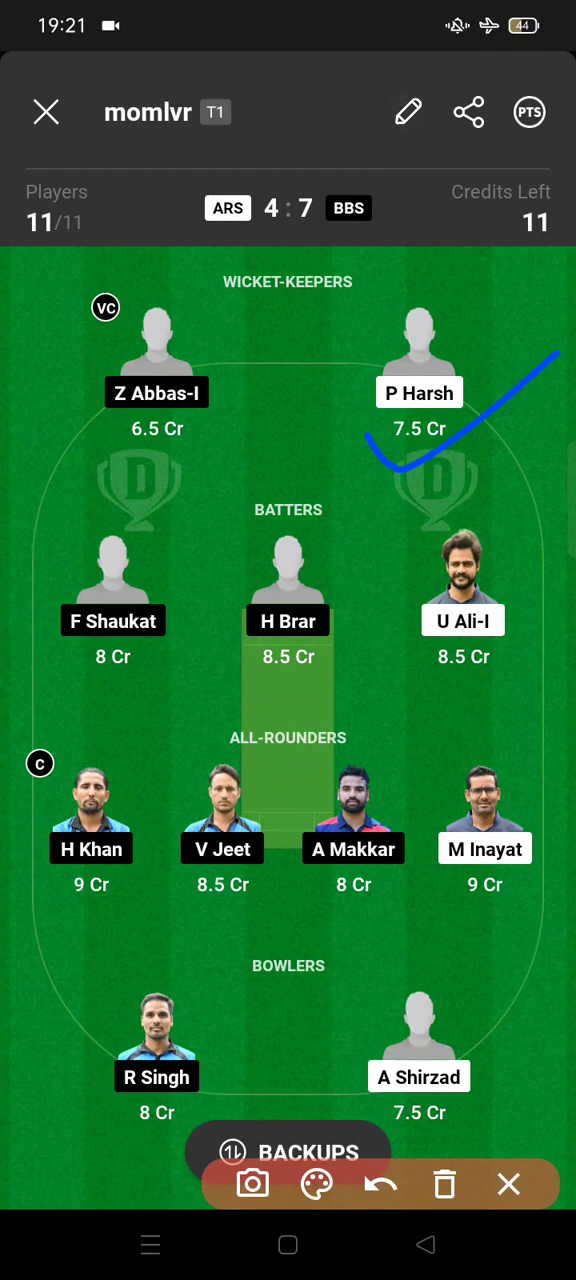 19:21
44
momlvr T1
PTS
Players
Credits Left
11/11
ARS 4 : 7 BBS
11
WICKET-KEEPERS
VC
Z Abbas-I
P Harsh
6.5 Cr
7.5 Cr
D
D
BATTERS
F Shaukat
H Brar
U Ali-I
8 Cr
8.5 Cr
8.5 Cr
ALL-ROUNDERS
C
H Khan
V Jeet
A Makkar
M Inayat
9 Cr
8.5 Cr
8 Cr
9 Cr
BOWLERS
R Singh
A Shirzad
8 Cr
7.5 Cr
BACKUPS